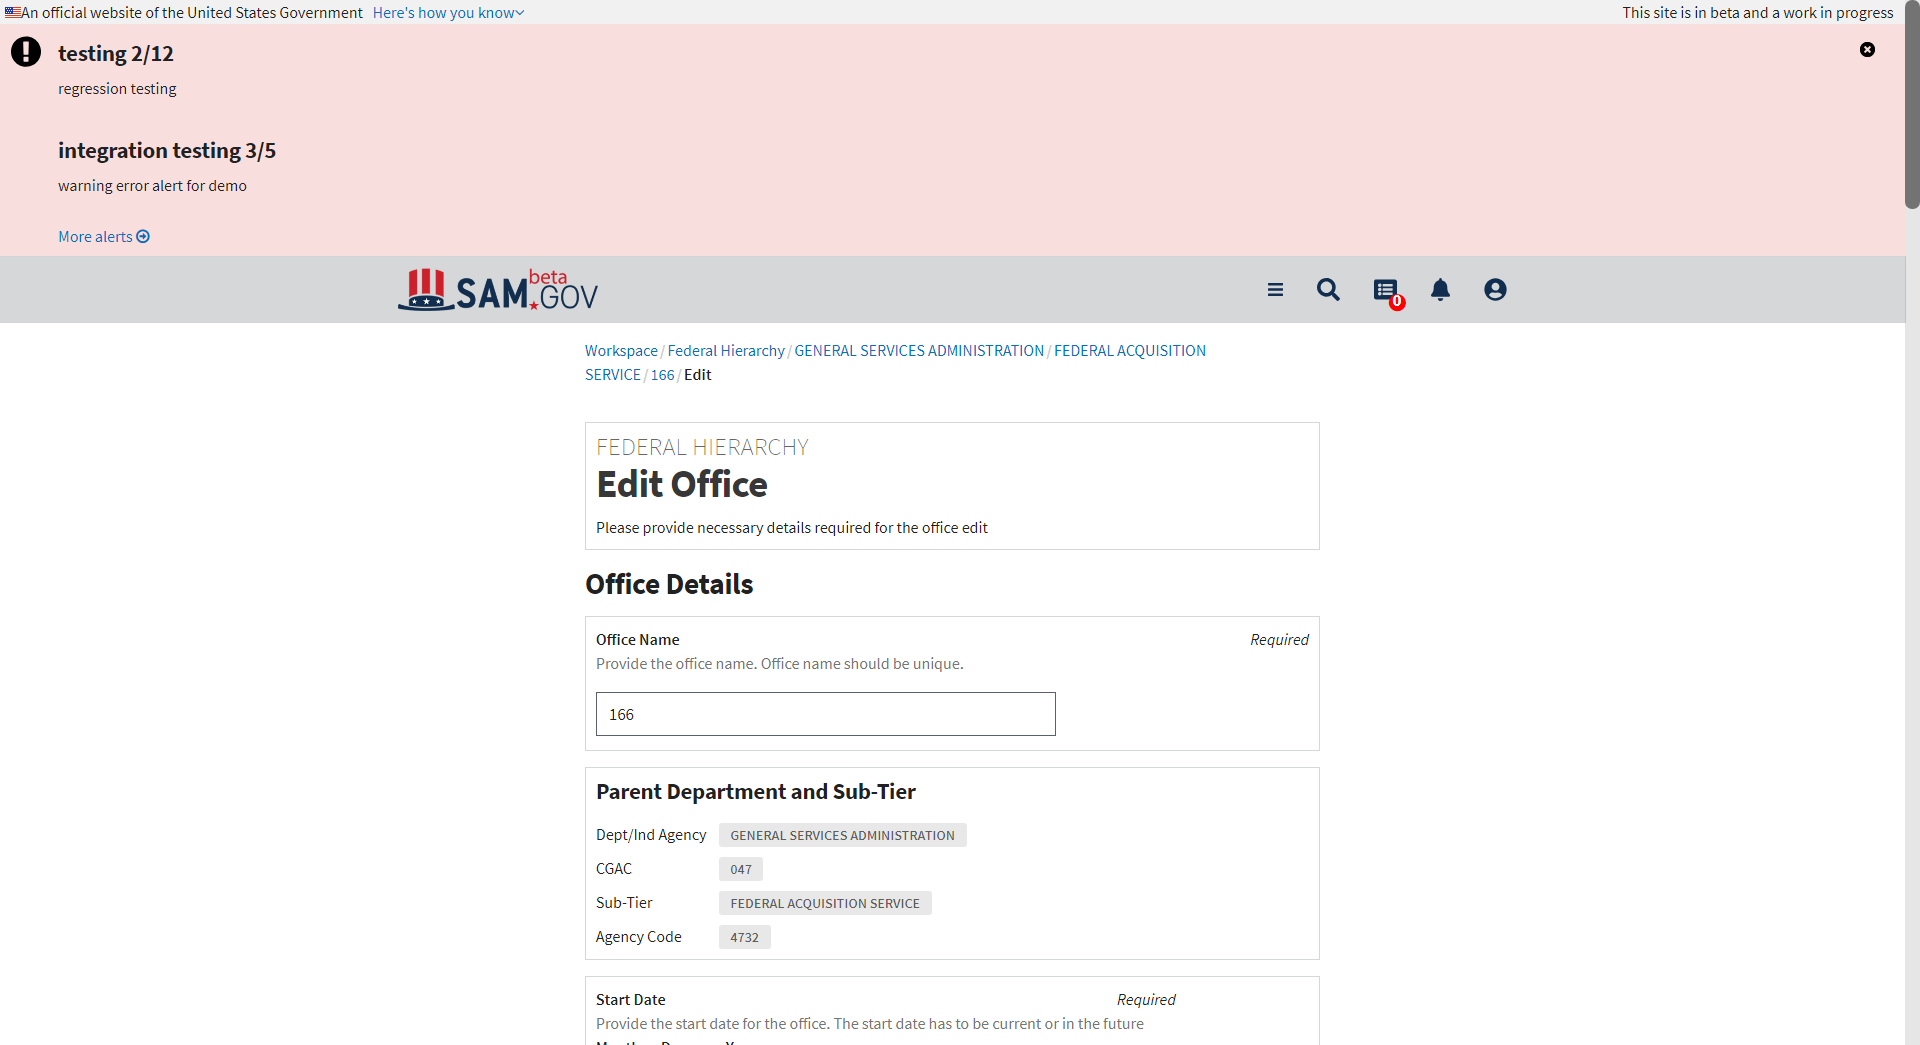 An official website of the United States Government Here's how you know
This site is in beta and a work in progress
testing 2/12
regression testing
integration testing 3/5
warning error alert for demo
More alerts
SAM.GOV beta
0
Workspace / Federal Hierarchy / GENERAL SERVICES ADMINISTRATION / FEDERAL ACQUISITION
SERVICE / 166 / Edit
FEDERAL HIERARCHY
Edit Office
Please provide necessary details required for the office edit
Office Details
Office Name Required
Provide the office name. Office name should be unique.
166
Parent Department and Sub-Tier
Dept/Ind Agency GENERAL SERVICES ADMINISTRATION
CGAC 047
Sub-Tier FEDERAL ACQUISITION SERVICE
Agency Code 4732
Start Date Required
Provide the start date for the office. The start date has to be current or in the future